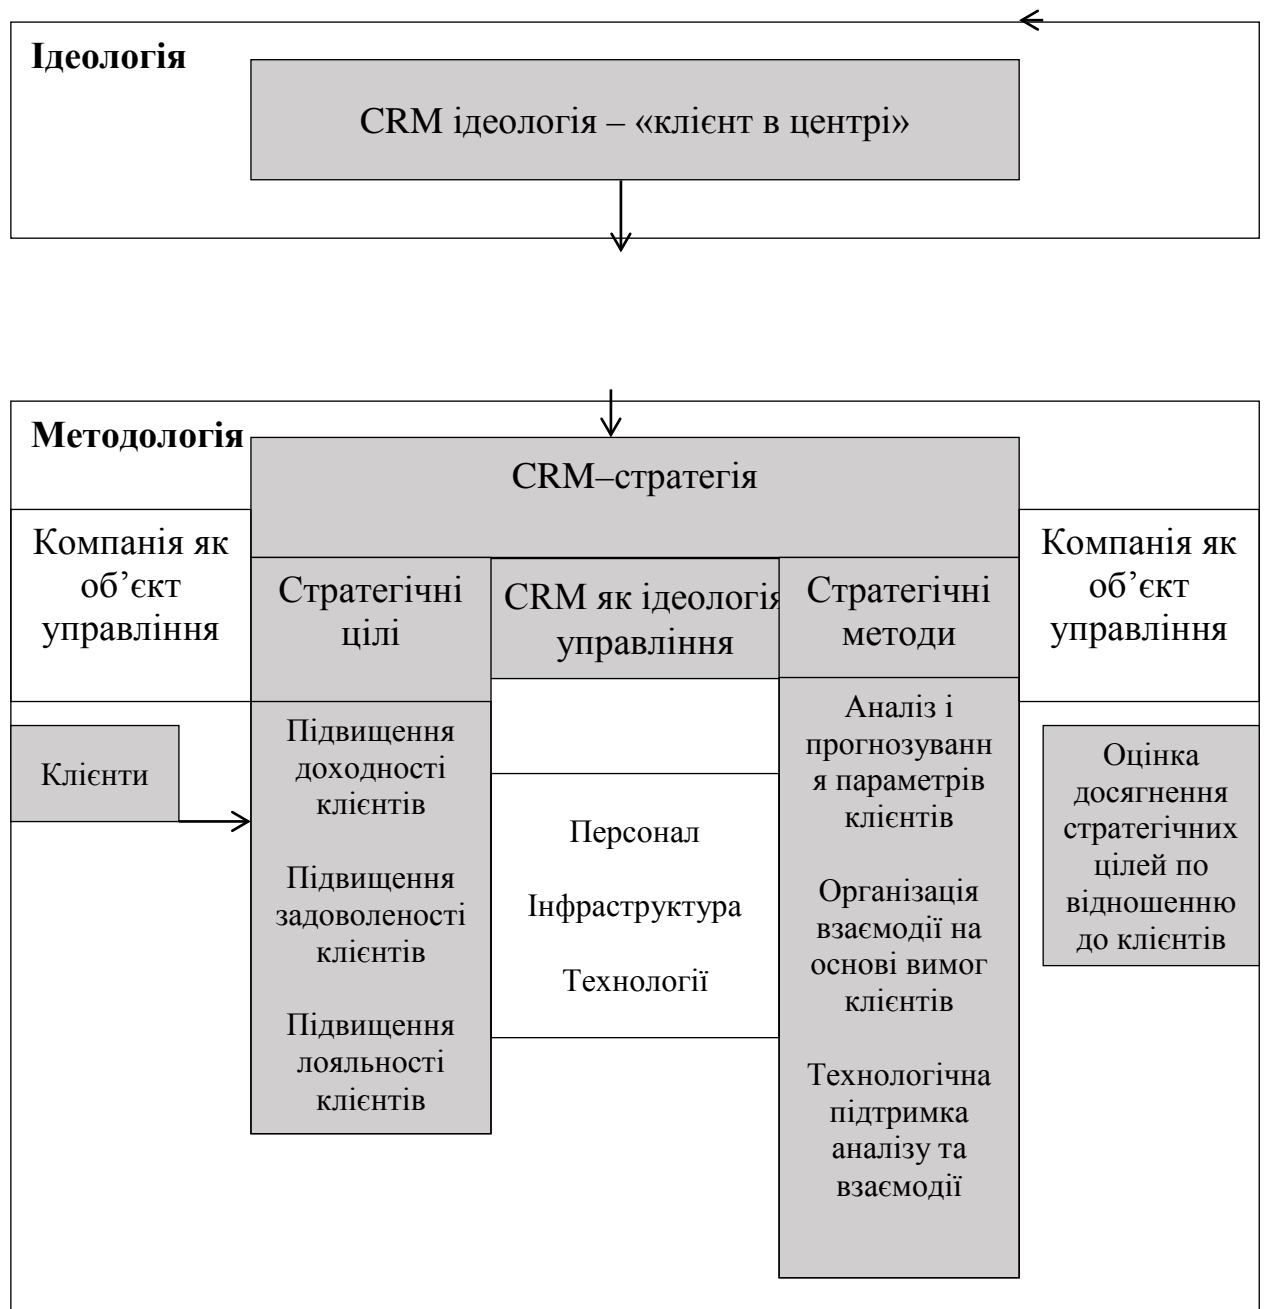 Ідеологія
CRM ідеологія – «клієнт в центрі»
Методологія
CRM–стратегія
Компанія як
об’єкт
управління
Стратегічні
цілі
CRM як ідеологія
управління
Стратегічні
методи
Компанія як
об’єкт
управління
Клієнти
Підвищення
доходності
клієнтів
Підвищення
задоволеності
клієнтів
Підвищення
лояльності
клієнтів
Персонал
Інфраструктура
Технології
Аналіз і
прогнозуванн
я параметрів
клієнтів
Організація
взаємодії на
основі вимог
клієнтів
Технологічна
підтримка
аналізу та
взаємодії
Оцінка
досягнення
стратегічних
цілей по
відношенню
до клієнтів